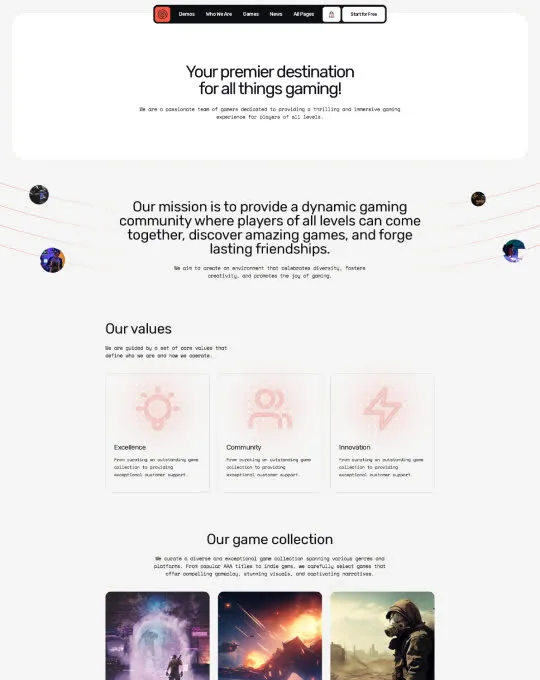 Demos Who We Are Games News All Pages Start for Free
Your premier destination
for all things gaming!
We are a passionate team of gamers dedicated to providing a thrilling and immersive gaming
experience for players of all levels.
Our mission is to provide a dynamic gaming
community where players of all levels can come
together, discover amazing games, and forge
lasting friendships.
We aim to create an environment that celebrates diversity, fosters
creativity, and promotes the joy of gaming.
Our values
We are guided by a set of core values that
define who we are and how we operate.
Excellence
From curating an outstanding game
collection to providing
exceptional customer support.
Community
From curating an outstanding game
collection to providing
exceptional customer support.
Innovation
From curating an outstanding game
collection to providing
exceptional customer support.
Our game collection
We curate a diverse and exceptional game collection spanning various genres and
platforms. From popular AAA titles to indie gems, we carefully select games that
offer compelling gameplay, stunning visuals, and captivating narratives.